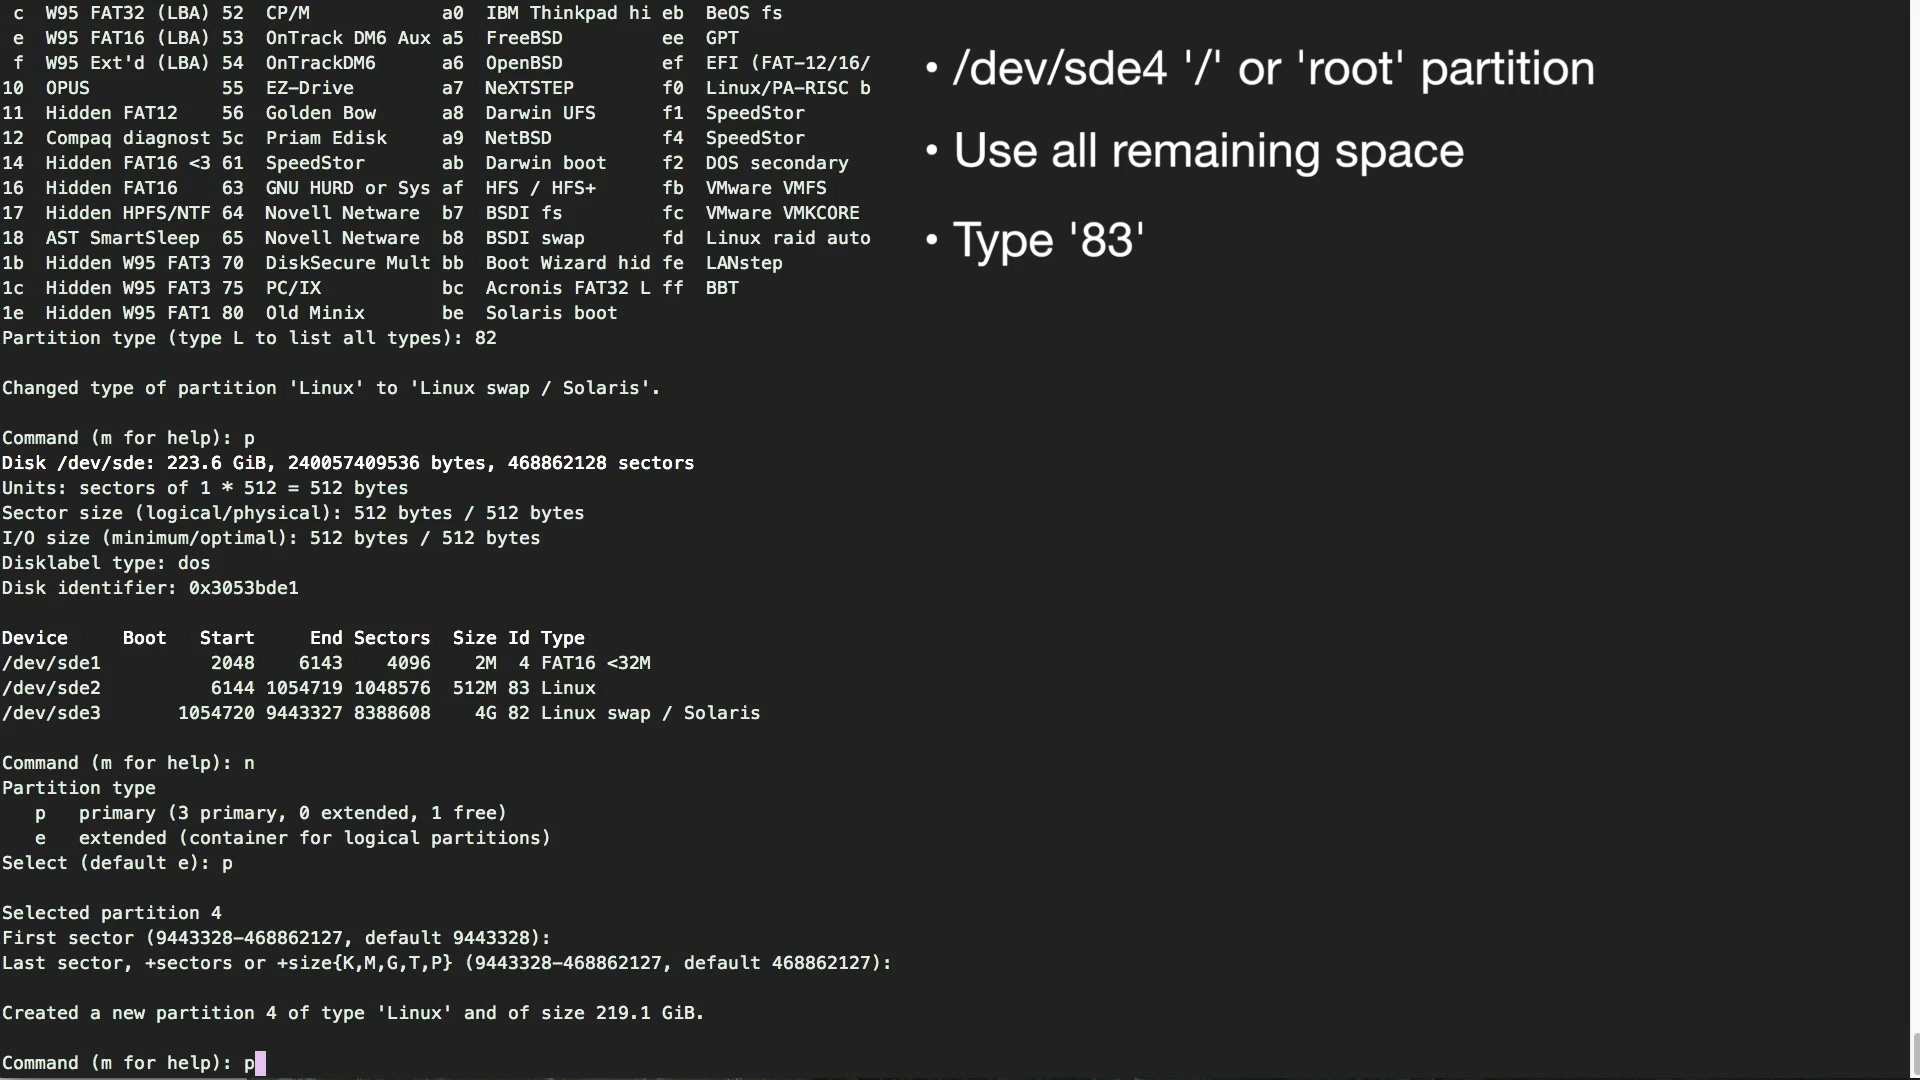 c  W95 FAT32 (LBA) 52  CP/M            a0  IBM Thinkpad hi eb  BeOS fs
 e  W95 FAT16 (LBA) 53  OnTrack DM6 Aux a5  FreeBSD         ee  GPT
 f  W95 Ext'd (LBA) 54  OnTrackDM6      a6  OpenBSD         ef  EFI (FAT-12/16/
10  OPUS            55  EZ-Drive        a7  NeXTSTEP        f0  Linux/PA-RISC b
11  Hidden FAT12    56  Golden Bow      a8  Darwin UFS      f1  SpeedStor
12  Compaq diagnost 5c  Priam Edisk     a9  NetBSD          f4  SpeedStor
14  Hidden FAT16 <3 61  SpeedStor       ab  Darwin boot     f2  DOS secondary
16  Hidden FAT16    63  GNU HURD or Sys af  HFS / HFS+      fb  VMware VMFS
17  Hidden HPFS/NTF 64  Novell Netware  b7  BSDI fs         fc  VMware VMKCORE
18  AST SmartSleep  65  Novell Netware  b8  BSDI swap       fd  Linux raid auto
1b  Hidden W95 FAT3 70  DiskSecure Mult bb  Boot Wizard hid fe  LANstep
1c  Hidden W95 FAT3 75  PC/IX           bc  Acronis FAT32 L ff  BBT
1e  Hidden W95 FAT1 80  Old Minix       be  Solaris boot
Partition type (type L to list all types): 82
Changed type of partition 'Linux' to 'Linux swap / Solaris'.
Command (m for help): p
Disk /dev/sde: 223.6 GiB, 240057409536 bytes, 468862128 sectors
Units: sectors of 1 * 512 = 512 bytes
Sector size (logical/physical): 512 bytes / 512 bytes
I/O size (minimum/optimal): 512 bytes / 512 bytes
Disklabel type: dos
Disk identifier: 0x3053bde1
Device     Boot   Start     End Sectors  Size Id Type
/dev/sde1          2048    6143    4096    2M  4 FAT16 <32M
/dev/sde2          6144 1054719 1048576  512M 83 Linux
/dev/sde3       1054720 9443327 8388608    4G 82 Linux swap / Solaris
Command (m for help): n
Partition type
   p   primary (3 primary, 0 extended, 1 free)
   e   extended (container for logical partitions)
Select (default e): p
Selected partition 4
First sector (9443328-468862127, default 9443328):
Last sector, +sectors or +size{K,M,G,T,P} (9443328-468862127, default 468862127):
Created a new partition 4 of type 'Linux' and of size 219.1 GiB.
Command (m for help): p
• /dev/sde4 '/' or 'root' partition
• Use all remaining space
• Type '83'